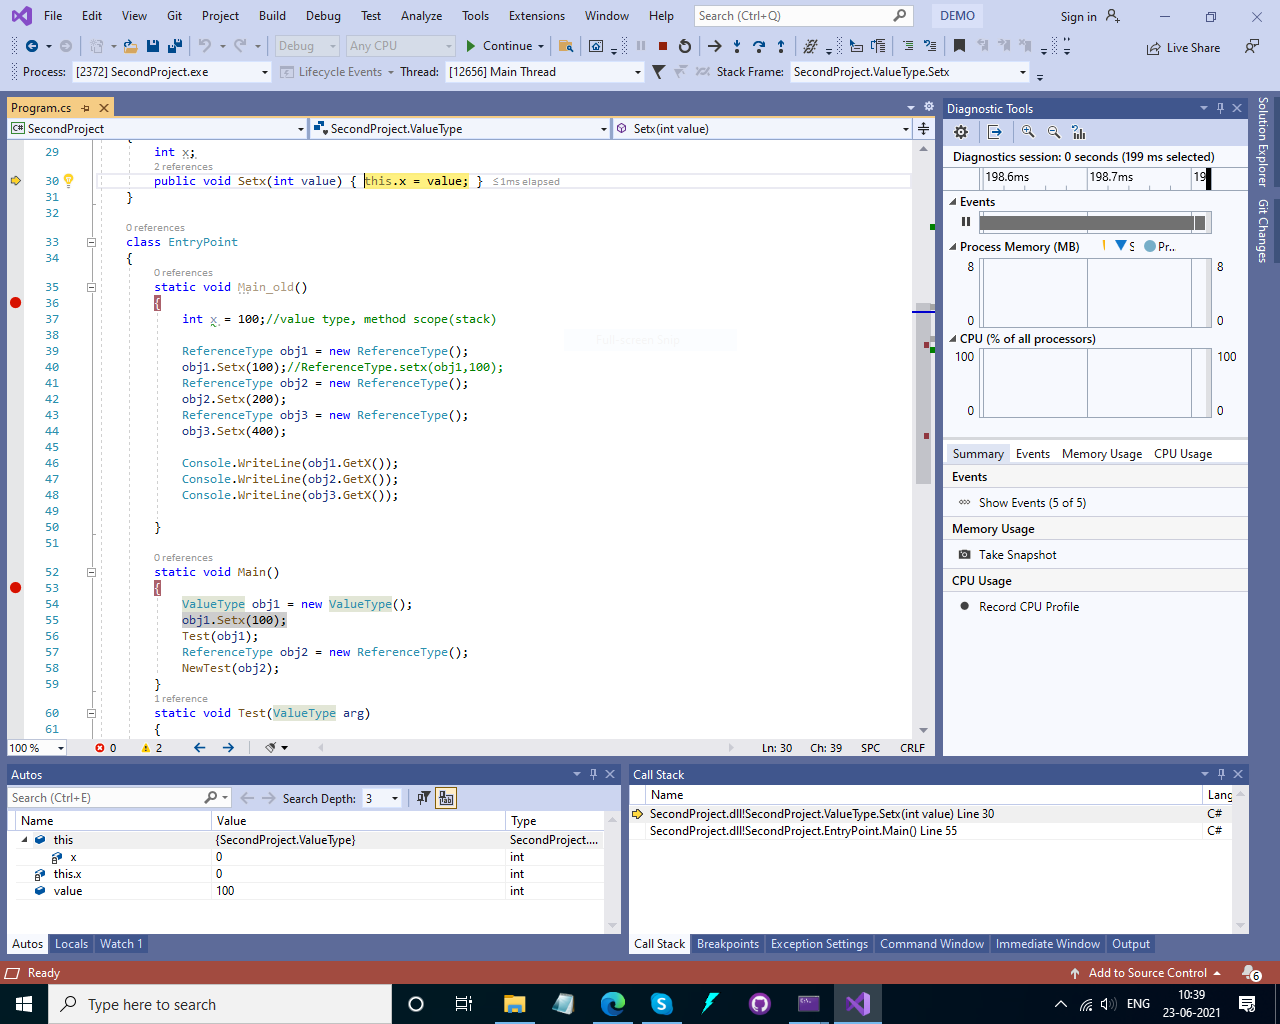 File Edit View Git Project Build Debug Test Analyze Tools Extensions Window Help Search (Ctrl+Q) DEMO Sign in
Debug Any CPU Continue Live Share
Process: [2372] SecondProject.exe Lifecycle Events Thread: [12656] Main Thread Stack Frame: SecondProject.ValueType.Setx
Program.cs
C# SecondProject SecondProject.ValueType Setx(int value)
29 int x;
2 references
30 public void Setx(int value) { this.x = value; } ≤1ms elapsed
31 }
32
0 references
33 class EntryPoint
34 {
0 references
35 static void Main_old()
36 {
37 int x = 100;//value type, method scope(stack)
38
39 ReferenceType obj1 = new ReferenceType();
40 obj1.Setx(100);//ReferenceType.setx(obj1,100);
41 ReferenceType obj2 = new ReferenceType();
42 obj2.Setx(200);
43 ReferenceType obj3 = new ReferenceType();
44 obj3.Setx(400);
45
46 Console.WriteLine(obj1.GetX());
47 Console.WriteLine(obj2.GetX());
48 Console.WriteLine(obj3.GetX());
49
50 }
51
0 references
52 static void Main()
53 {
54 ValueType obj1 = new ValueType();
55 obj1.Setx(100);
56 Test(obj1);
57 ReferenceType obj2 = new ReferenceType();
58 NewTest(obj2);
59 }
1 reference
60 static void Test(ValueType arg)
61 {
100 % 0 2 Ln: 30 Ch: 39 SPC CRLF
Full-screen Snip
Diagnostic Tools
Diagnostics session: 0 seconds (199 ms selected)
198.6ms 198.7ms 19
Events
Process Memory (MB) S Pr..
8 8
0 0
CPU (% of all processors)
100 100
0 0
Summary Events Memory Usage CPU Usage
Events
Show Events (5 of 5)
Memory Usage
Take Snapshot
CPU Usage
Record CPU Profile
Solution Explorer
Git Changes
Autos
Search (Ctrl+E) Search Depth: 3
Name Value Type
this {SecondProject.ValueType} SecondProject....
x 0 int
this.x 0 int
value 100 int
Autos Locals Watch 1
Call Stack
Name Lang
SecondProject.dll!SecondProject.ValueType.Setx(int value) Line 30 C#
SecondProject.dll!SecondProject.EntryPoint.Main() Line 55 C#
Call Stack Breakpoints Exception Settings Command Window Immediate Window Output
Ready Add to Source Control 6
Type here to search ENG 10:39
23-06-2021